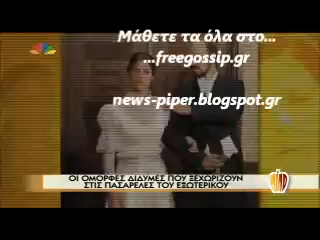 Μάθετε τα όλα στο...
...freegossip.gr
news-piper.blogspot.gr
ΟΙ ΟΜΟΡΦΕΣ ΔΙΔΥΜΕΣ ΠΟΥ ΞΕΧΩΡΙΖΟΥΝ
ΣΤΙΣ ΠΑΣΑΡΕΛΕΣ ΤΟΥ ΕΞΩΤΕΡΙΚΟΥ